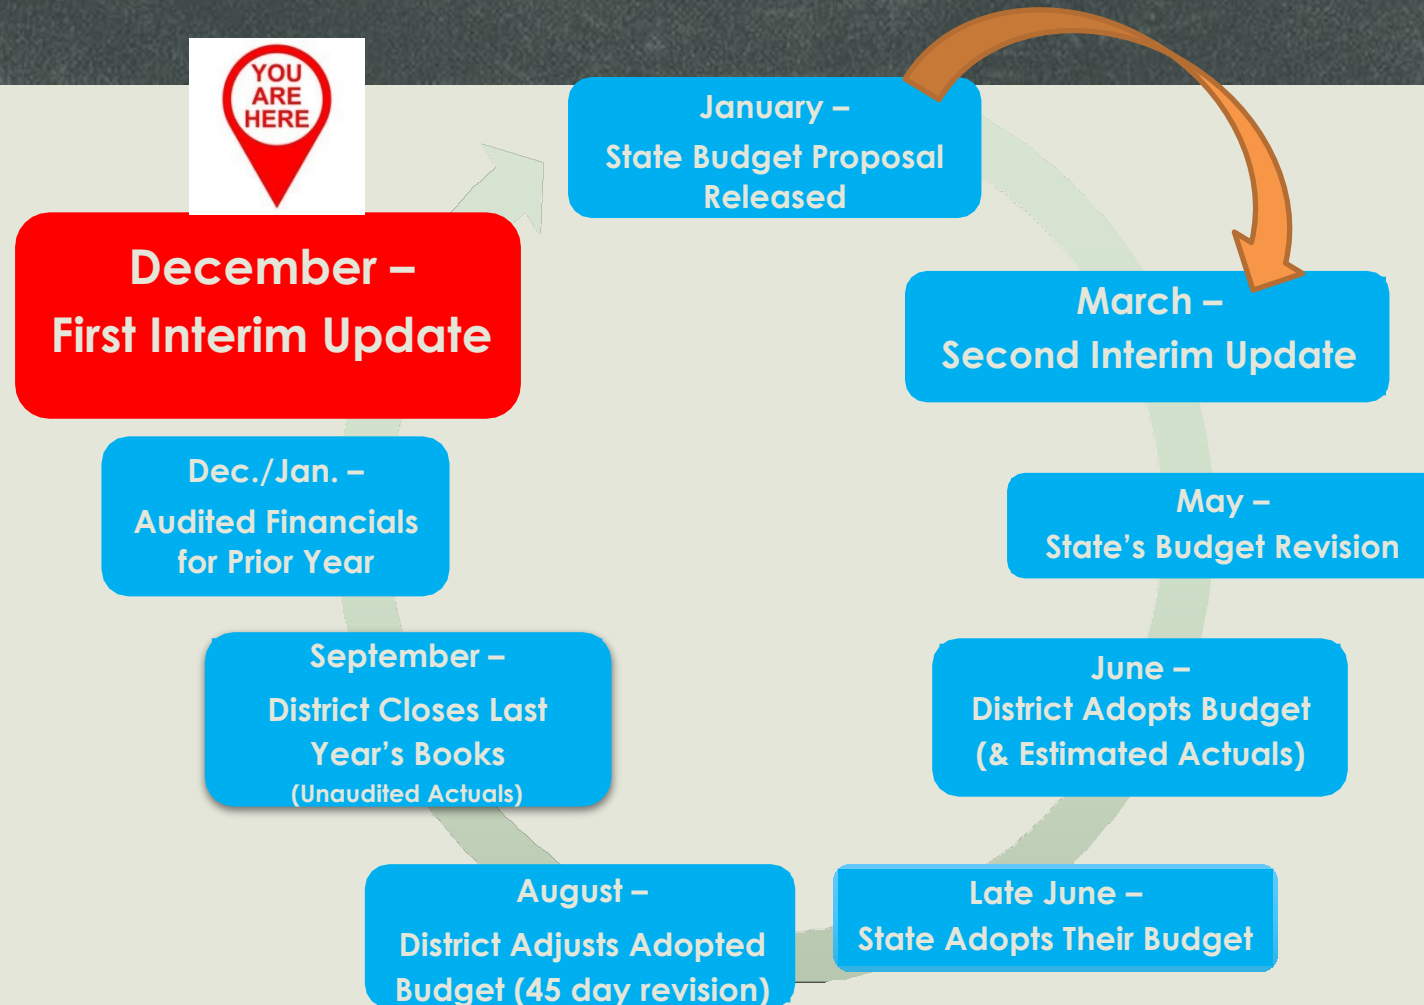 YOU
ARE
HERE
December –
First Interim Update
January –
State Budget Proposal
Released
March –
Second Interim Update
May –
State’s Budget Revision
June –
District Adopts Budget
(& Estimated Actuals)
Late June –
State Adopts Their Budget
August –
District Adjusts Adopted
Budget (45 day revision)
September –
District Closes Last
Year’s Books
(Unaudited Actuals)
Dec./Jan. –
Audited Financials
for Prior Year